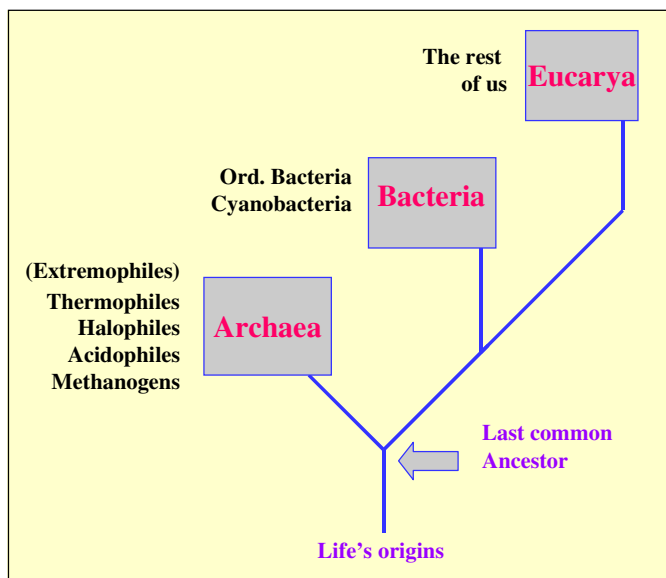 The rest
of us
Eucarya
Ord. Bacteria
Cyanobacteria
Bacteria
(Extremophiles)
Thermophiles
Halophiles
Acidophiles
Methanogens
Archaea
Last common
Ancestor
Life's origins